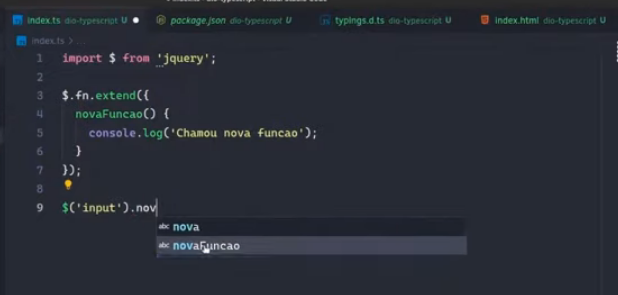 index.ts dio-typescript U
package.json dio-typescript U
typings.d.ts dio-typescript U
index.html dio-typescript U
index.ts > ...
1 import $ from 'jquery';
2
3 $.fn.extend({
4 novaFuncao() {
5 console.log('Chamou nova funcao');
6 }
7 });
8
9 $('input').nov
abc nova
abc novaFuncao